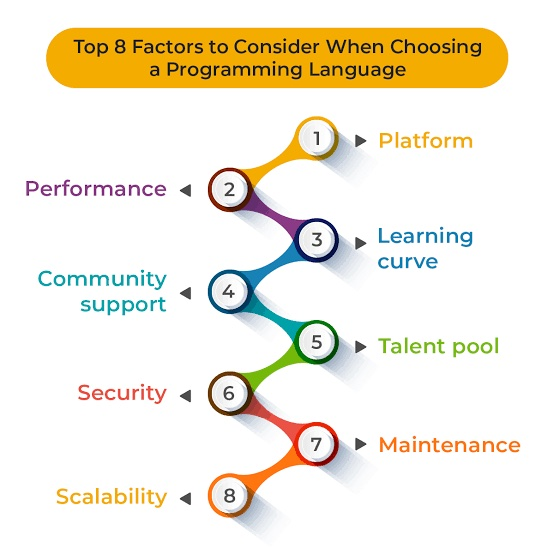 Top 8 Factors to Consider When Choosing
a Programming Language
1
Platform
Performance
2
3
Learning
curve
Community
support
4
5
Talent pool
Security
6
7
Maintenance
Scalability
8